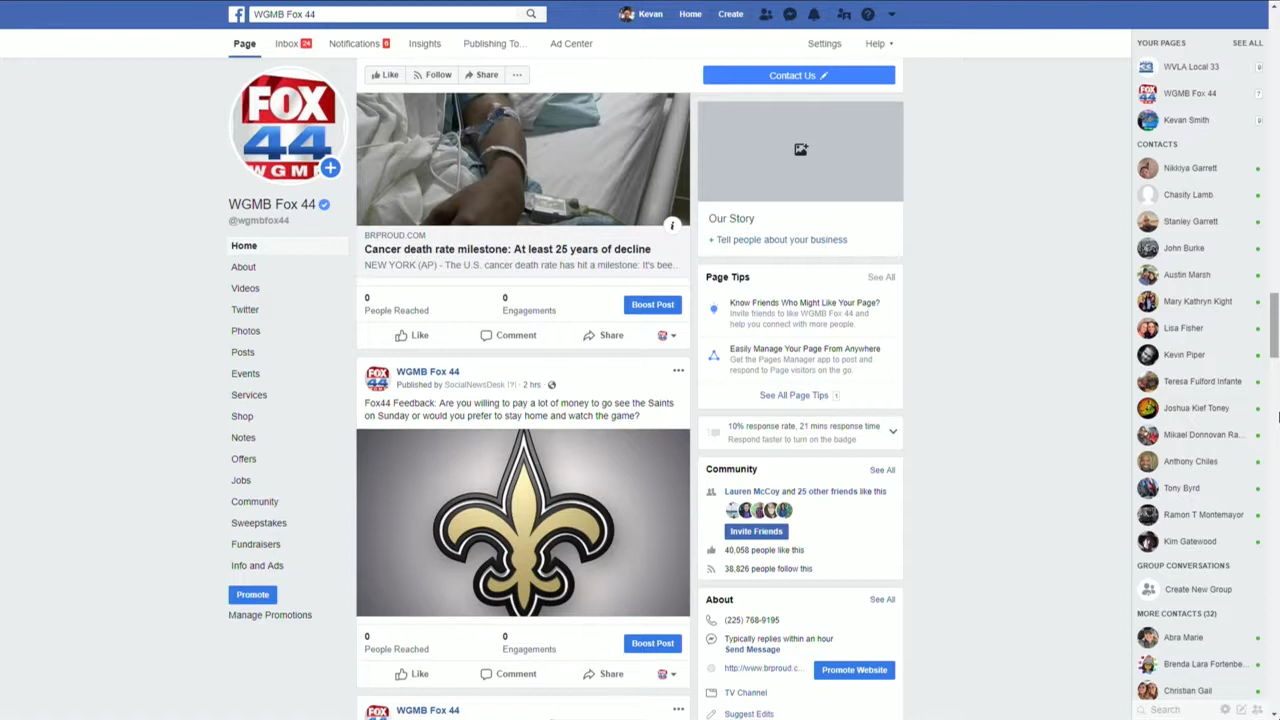 WGMB Fox 44
Kevan
Home
Create
Page
Inbox 24
Notifications 6
Insights
Publishing To...
Ad Center
Settings
Help
FOX
44
WGM
WGMB Fox 44
@wgmbfox44
Home
About
Videos
Twitter
Photos
Posts
Events
Services
Shop
Notes
Offers
Jobs
Community
Sweepstakes
Fundraisers
Info and Ads
Promote
Manage Promotions
Like
Follow
Share
...
BRPROUD.COM
Cancer death rate milestone: At least 25 years of decline
NEW YORK (AP) - The U.S. cancer death rate has hit a milestone: It's bee...
0
People Reached
0
Engagements
Boost Post
Like
Comment
Share
WGMB Fox 44
Published by SocialNewsDesk [?] · 2 hrs ·
Fox44 Feedback: Are you willing to pay a lot of money to go see the Saints
on Sunday or would you prefer to stay home and watch the game?
0
People Reached
0
Engagements
Boost Post
Like
Comment
Share
WGMB Fox 44
Contact Us
Our Story
+ Tell people about your business
Page Tips
See All
Know Friends Who Might Like Your Page?
Invite friends to like WGMB Fox 44 and
help you connect with more people.
Easily Manage Your Page From Anywhere
Get the Pages Manager app to post and
respond to Page visitors on the go.
See All Page Tips 1
10% response rate, 21 mins response time
Respond faster to turn on the badge
Community
See All
Lauren McCoy and 25 other friends like this
Invite Friends
40,058 people like this
38,826 people follow this
About
See All
(225) 768-9195
Typically replies within an hour
Send Message
http://www.brproud.c...
Promote Website
TV Channel
Suggest Edits
YOUR PAGES
SEE ALL
WVLA Local 33
WGMB Fox 44
Kevan Smith
CONTACTS
Nikkiya Garrett
Chasity Lamb
Stanley Garrett
John Burke
Austin Marsh
Mary Kathryn Kight
Lisa Fisher
Kevin Piper
Teresa Fulford Infante
Joshua Kief Toney
Mikael Donnovan Ra...
Anthony Chiles
Tony Byrd
Ramon T Montemayor
Kim Gatewood
GROUP CONVERSATIONS
Create New Group
MORE CONTACTS (32)
Abra Marie
Brenda Lara Fortenbe...
Christian Gail
Search